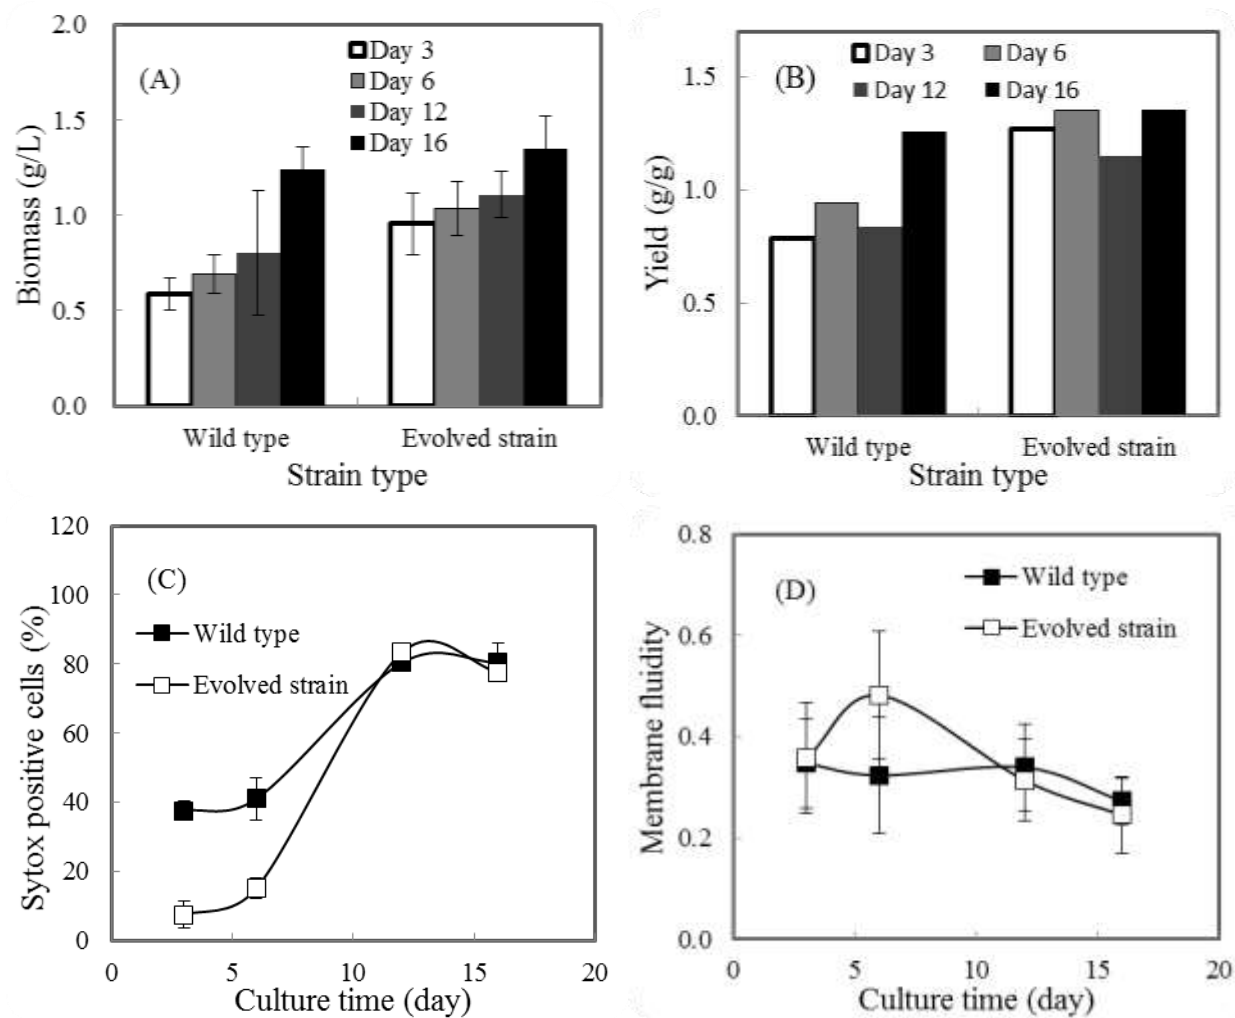 2.0
1.5
1.0
0.5
0.0
Biomass (g/L)
(A)
Day 3
Day 6
Day 12
Day 16
Wild type Evolved strain
Strain type
1.5
1.0
0.5
0.0
Yield (g/g)
(B)
Day 3 Day 6
Day 12 Day 16
Wild type Evolved strain
Strain type
120
100
80
60
40
20
0
Sytox positive cells (%)
(C)
Wild type
Evolved strain
0 5 10 15 20
Culture time (day)
0.8
0.6
0.4
0.2
0.0
Membrane fluidity
(D)
Wild type
Evolved strain
0 5 10 15 20
Culture time (day)